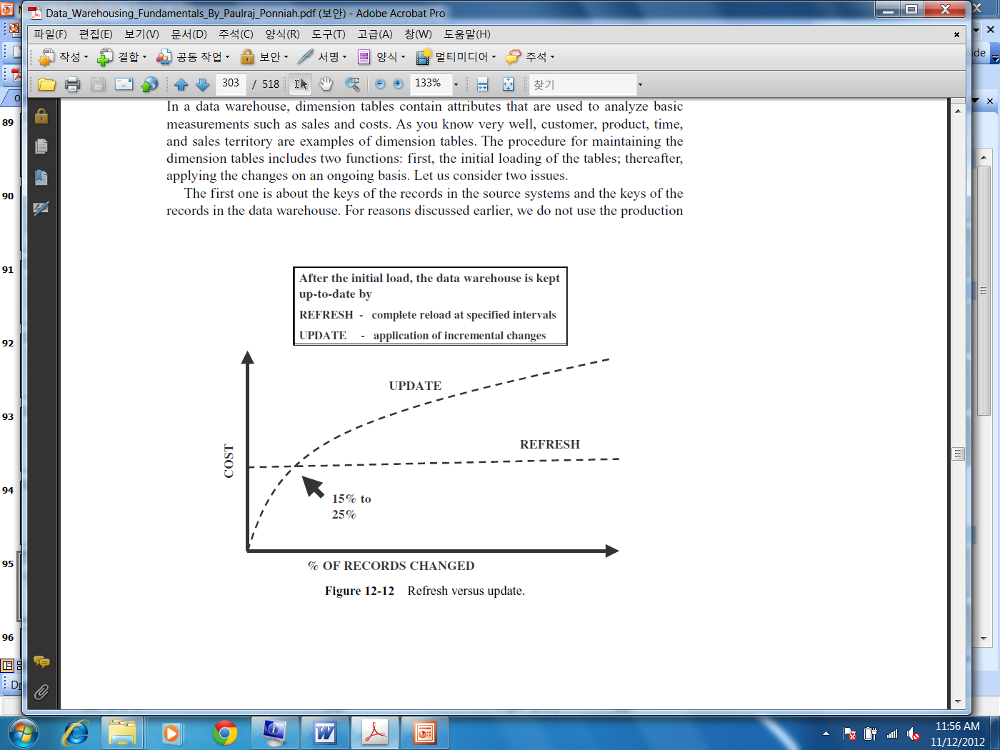 Data_Warehousing_Fundamentals_By_Paulraj_Ponniah.pdf (보안) - Adobe Acrobat Pro
파일(F) 편집(E) 보기(V) 문서(D) 주석(C) 양식(R) 도구(T) 고급(A) 창(W) 도움말(H)
작성 결합 공동 작업 보안 서명 양식 멀티미디어 주석
303 / 518 133% 찾기
ide
89
90
91
92
93
94
95
96
In a data warehouse, dimension tables contain attributes that are used to analyze basic
measurements such as sales and costs. As you know very well, customer, product, time,
and sales territory are examples of dimension tables. The procedure for maintaining the
dimension tables includes two functions: first, the initial loading of the tables; thereafter,
applying the changes on an ongoing basis. Let us consider two issues.
The first one is about the keys of the records in the source systems and the keys of the
records in the data warehouse. For reasons discussed earlier, we do not use the production
After the initial load, the data warehouse is kept
up-to-date by
REFRESH - complete reload at specified intervals
UPDATE - application of incremental changes
UPDATE
REFRESH
COST
15% to
25%
% OF RECORDS CHANGED
Figure 12-12 Refresh versus update.
11:56 AM
11/12/2012